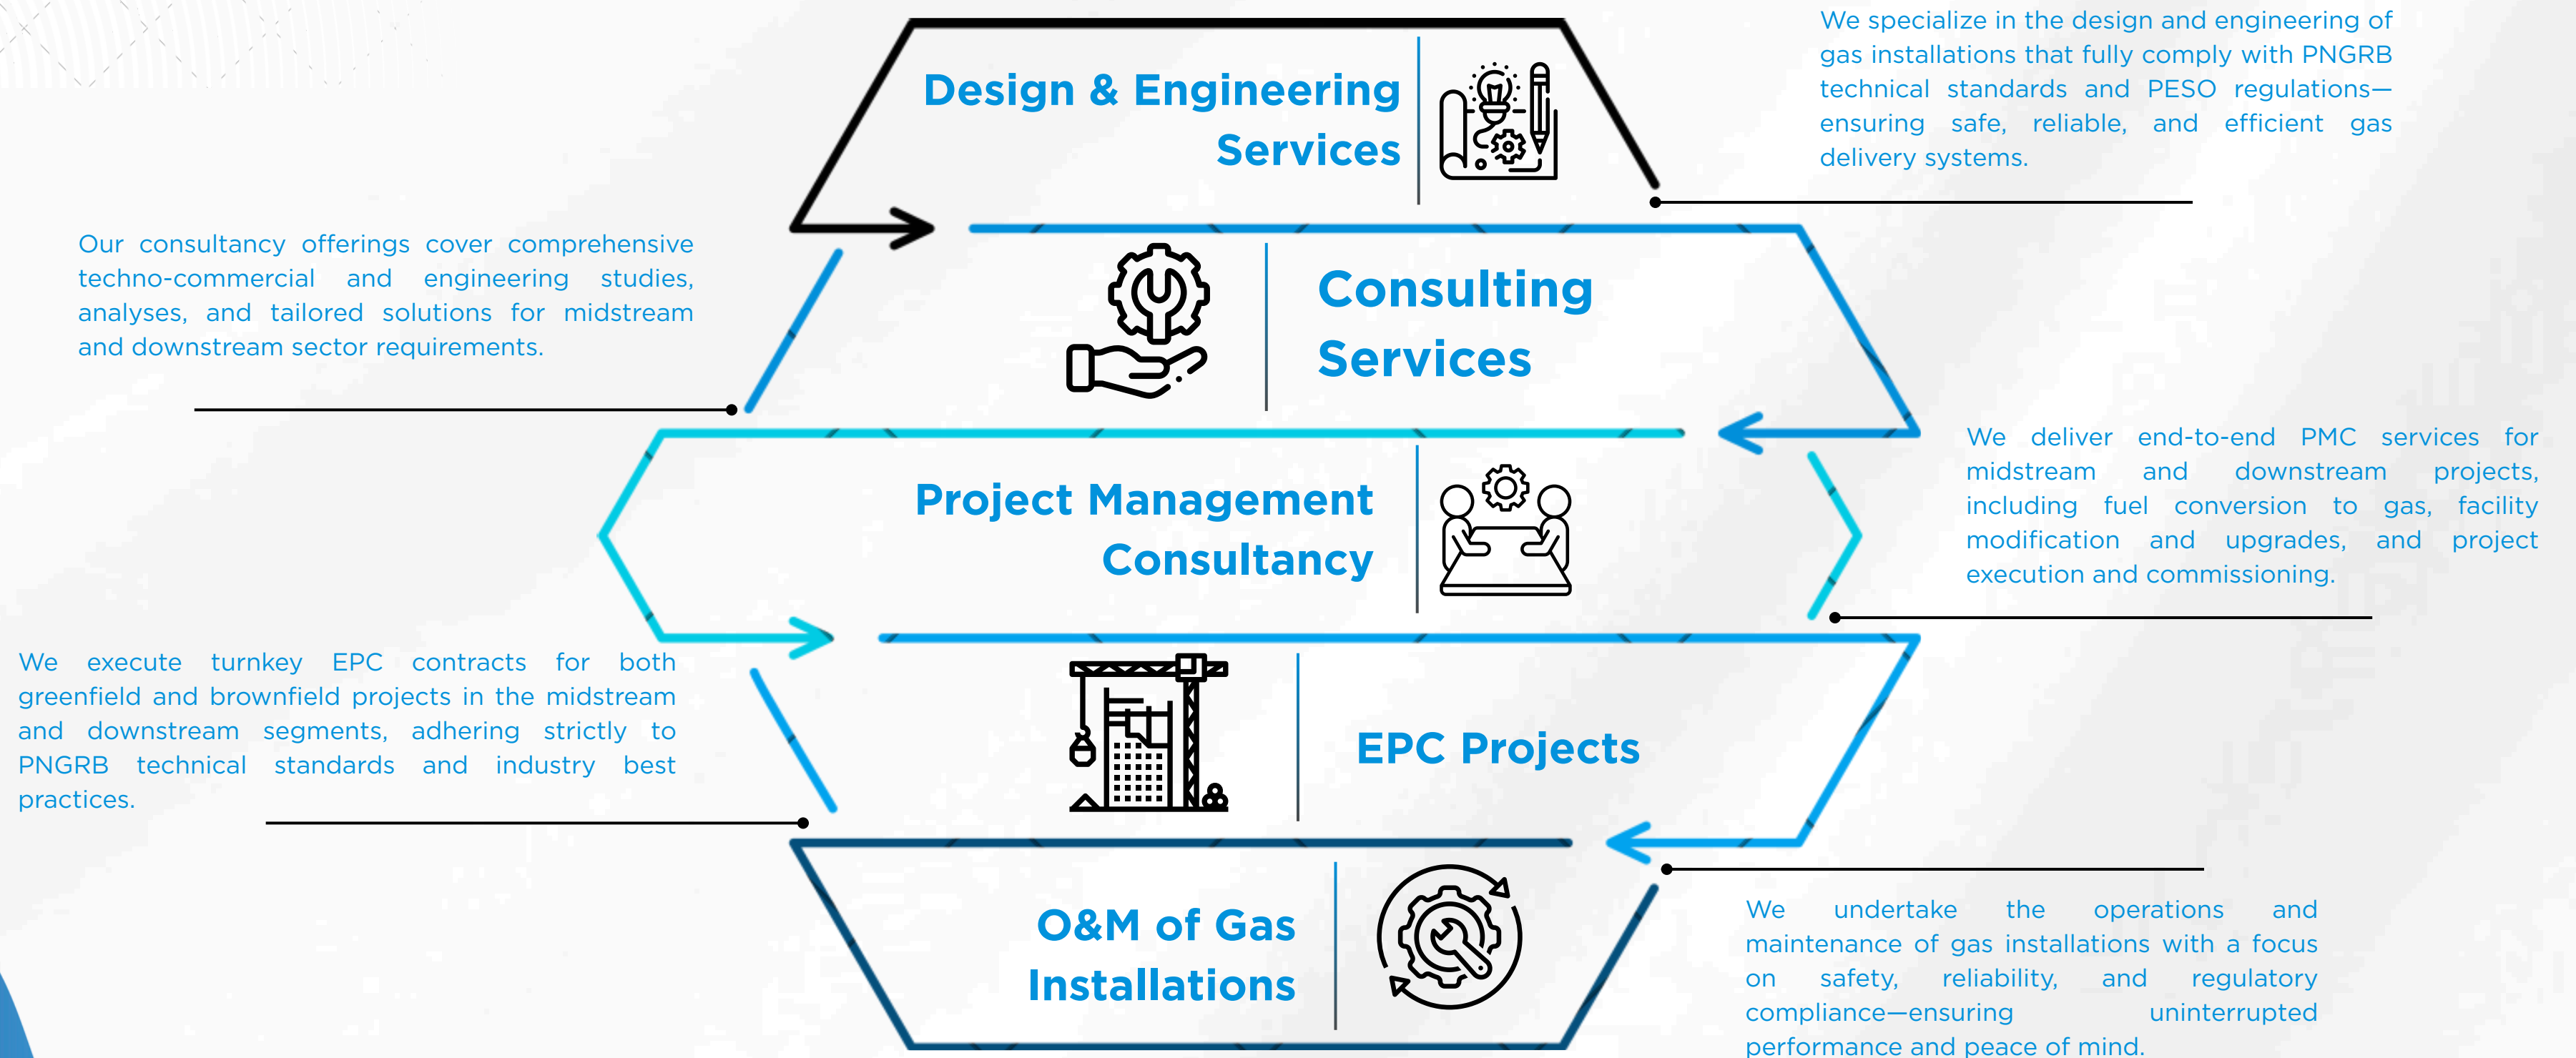 Design & Engineering
Services
We specialize in the design and engineering of
gas installations that fully comply with PNGRB
technical standards and PESO regulations—
ensuring safe, reliable, and efficient gas
delivery systems.
Our consultancy offerings cover comprehensive
techno-commercial and engineering studies,
analyses, and tailored solutions for midstream
and downstream sector requirements.
Consulting
Services
Project Management
Consultancy
We deliver end-to-end PMC services for
midstream and downstream projects,
including fuel conversion to gas, facility
modification and upgrades, and project
execution and commissioning.
We execute turnkey EPC contracts for both
greenfield and brownfield projects in the midstream
and downstream segments, adhering strictly to
PNGRB technical standards and industry best
practices.
EPC Projects
O&M of Gas
Installations
We undertake the operations and
maintenance of gas installations with a focus
on safety, reliability, and regulatory
compliance—ensuring uninterrupted
performance and peace of mind.